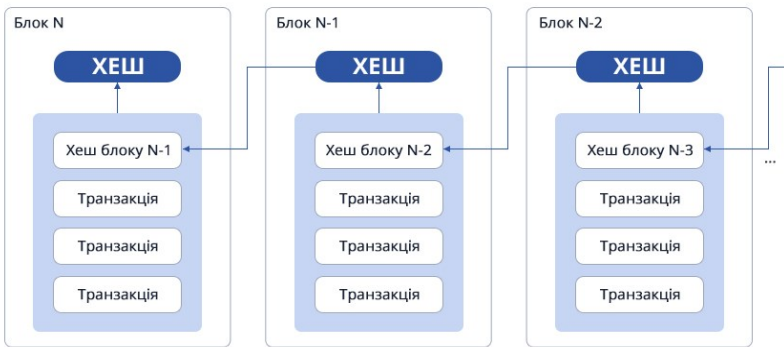 Блок N
ХЕШ
Хеш блоку N-1
Транзакція
Транзакція
Транзакція
Блок N-1
ХЕШ
Хеш блоку N-2
Транзакція
Транзакція
Транзакція
Блок N-2
ХЕШ
Хеш блоку N-3
Транзакція
Транзакція
Транзакція
...